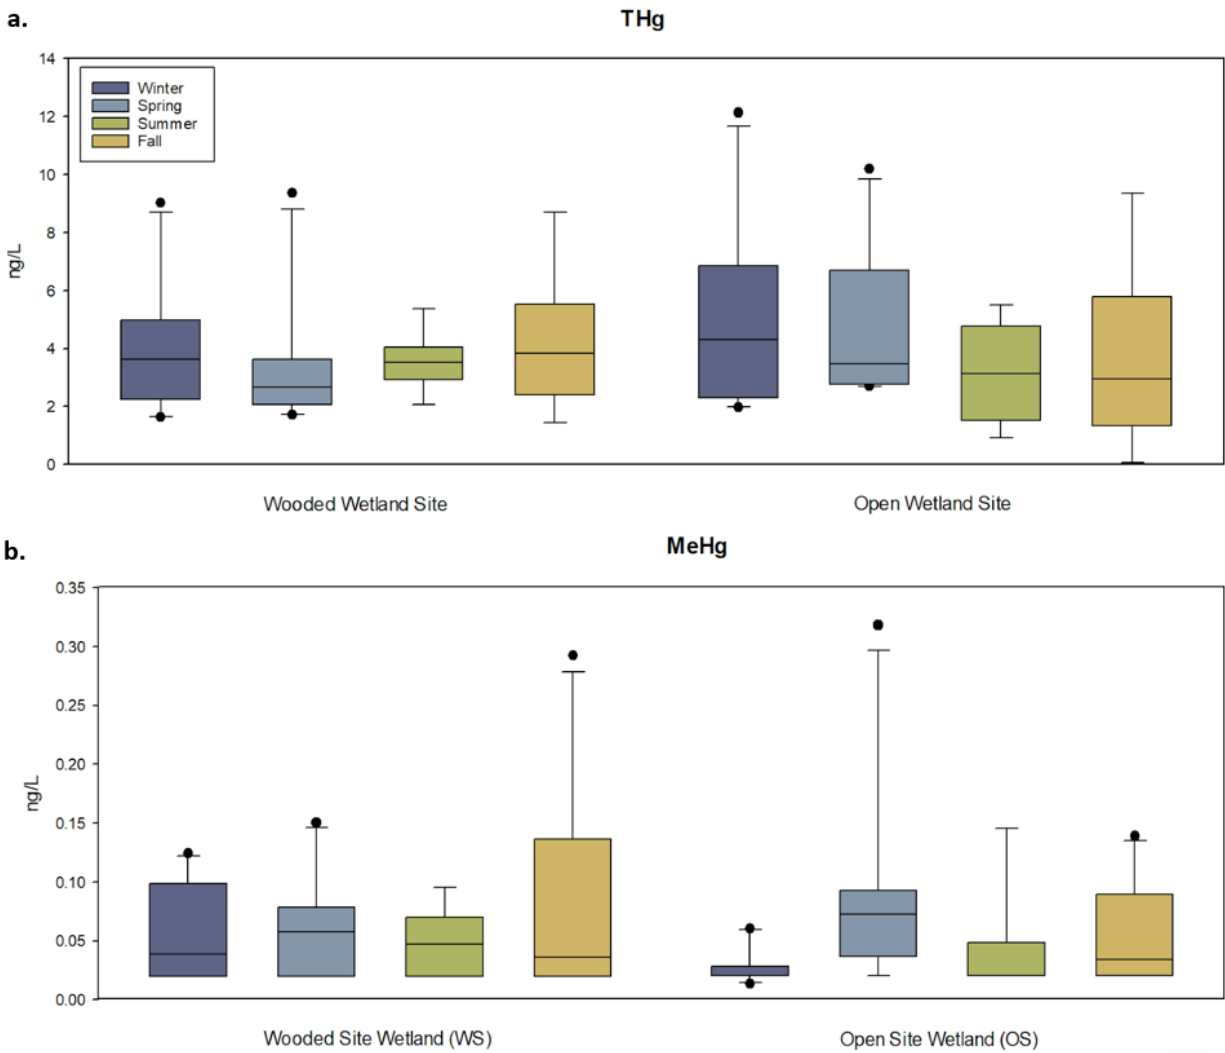 a.
THg
14
12
10
8
6
4
2
0
ng/L
Winter
Spring
Summer
Fall
Wooded Wetland Site
Open Wetland Site
b.
MeHg
0.35
0.30
0.25
0.20
0.15
0.10
0.05
0.00
ng/L
Wooded Site Wetland (WS)
Open Site Wetland (OS)